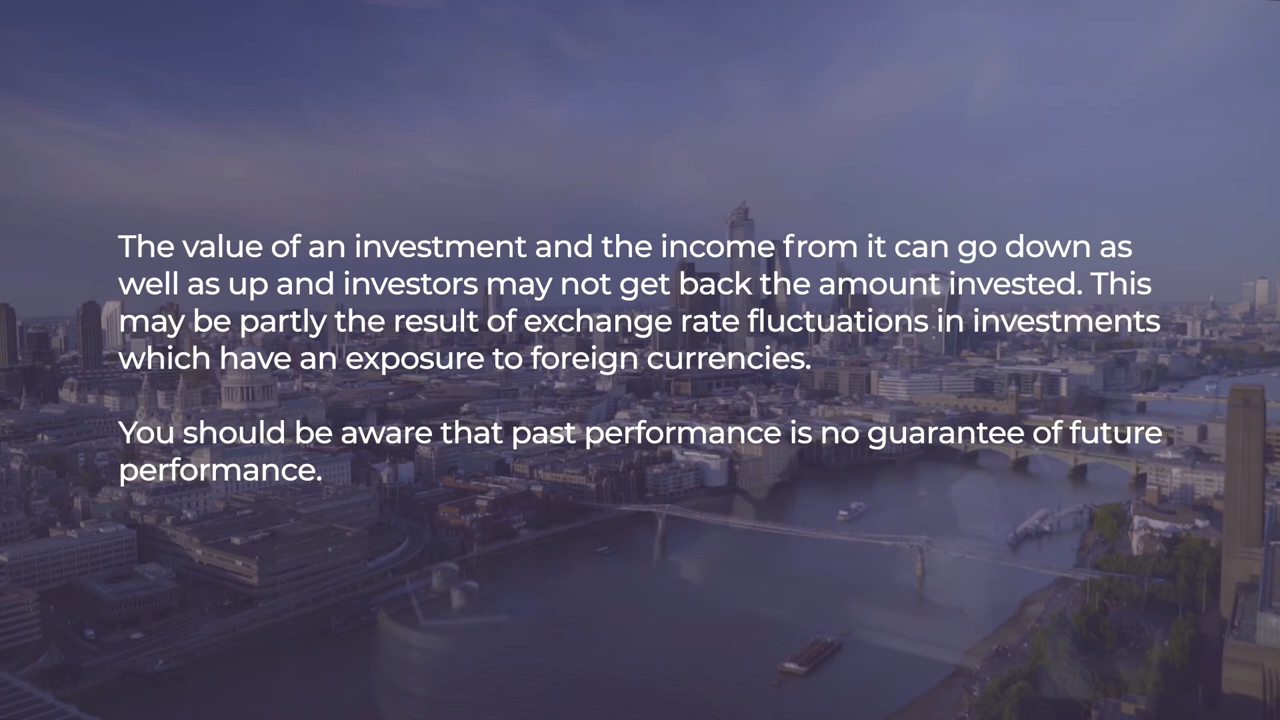 The value of an investment and the income from it can go down as
well as up and investors may not get back the amount invested. This
may be partly the result of exchange rate fluctuations in investments
which have an exposure to foreign currencies.
You should be aware that past performance is no guarantee of future
performance.